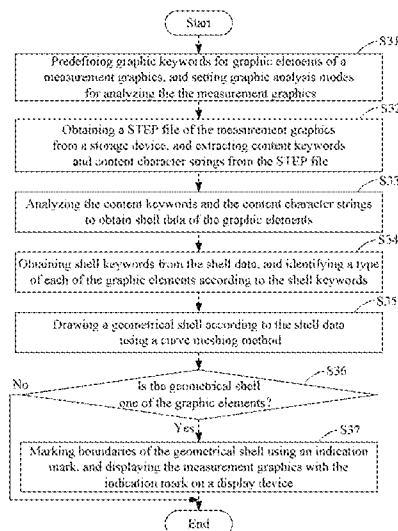 Start
S31
Predefining graphic keywords for graphic elements of a
measurement graphics, and setting graphic analysis modes
for analyzing the the measurement graphics
S32
Obtaining a STEP file of the measurement graphics
from a storage device, and extracting content keywords
and content character strings from the STEP file
S33
Analyzing the content keywords and the content character strings
to obtain shell data of the graphic elements
S34
Obtaining shell keywords from the shell data, and identifying a type
of each of the graphic elements according to the shell keywords
S35
Drawing a geometrical shell according to the shell data
using a curve meshing method
S36
No
Is the geometrical shell
one of the graphic elements?
Yes
S37
Marking boundaries of the geometrical shell using an indication
mark, and displaying the measurement graphics with the
indication mark on a display device
End